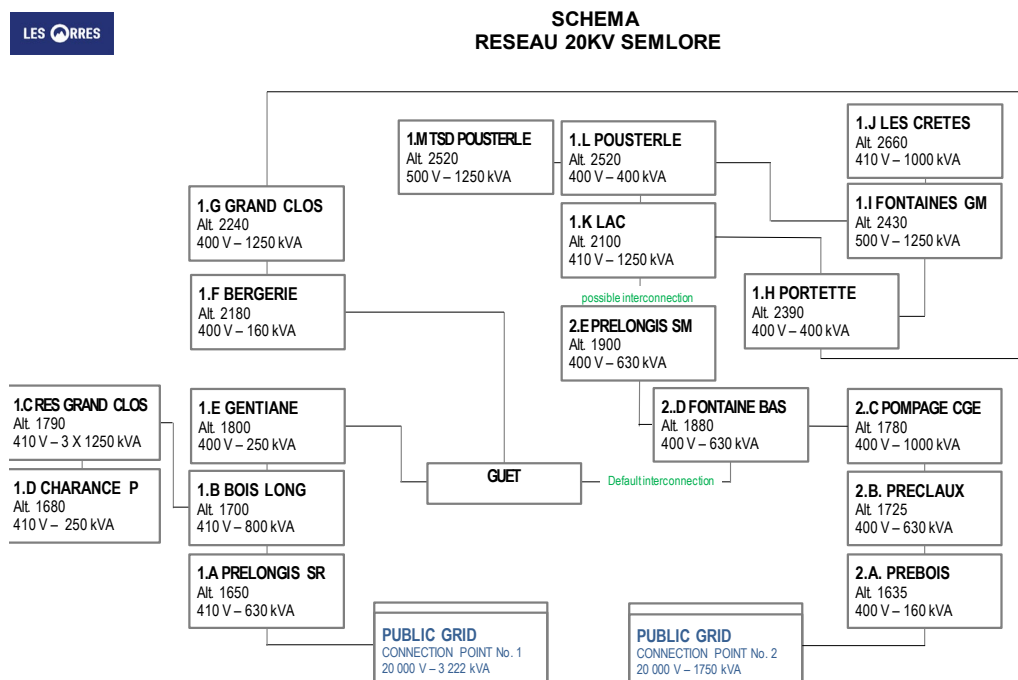 LES ORRES
SCHEMA
RESEAU 20KV SEMLORE
1.M TSD POUSTERLE
Alt. 2520
500 V – 1250 kVA
1.L POUSTERLE
Alt. 2520
400 V – 400 kVA
1.J LES CRETES
Alt. 2660
410 V – 1000 kVA
1.G GRAND CLOS
Alt. 2240
400 V – 1250 kVA
1.K LAC
Alt. 2100
410 V – 1250 kVA
1.I FONTAINES GM
Alt. 2430
500 V – 1250 kVA
1.F BERGERIE
Alt. 2180
400 V – 160 kVA
possible interconnection
1.H PORTETTE
Alt. 2390
400 V – 400 kVA
2.E PRELONGIS SM
Alt. 1900
400 V – 630 kVA
1.C RES GRAND CLOS
Alt. 1790
410 V – 3 X 1250 kVA
1.E GENTIANE
Alt. 1800
400 V – 250 kVA
2..D FONTAINE BAS
Alt. 1880
400 V – 630 kVA
2..C POMPAGE CGE
Alt. 1780
400 V – 1000 kVA
1.D CHARANCE P
Alt. 1680
410 V – 250 kVA
1.B BOIS LONG
Alt. 1700
410 V – 800 kVA
GUET
Default interconnection
2.B. PRECLAUX
Alt. 1725
400 V – 630 kVA
1.A PRELONGIS SR
Alt. 1650
410 V – 630 kVA
2.A. PREBOIS
Alt. 1635
400 V – 160 kVA
PUBLIC GRID
CONNECTION POINT No. 1
20 000 V – 3 222 kVA
PUBLIC GRID
CONNECTION POINT No. 2
20 000 V – 1750 kVA